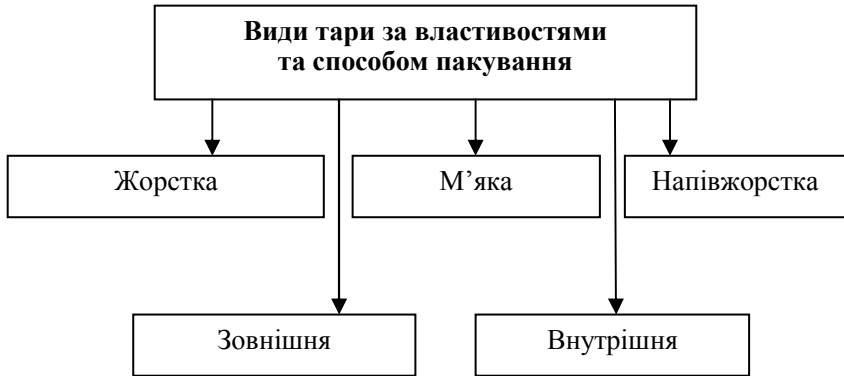 Види тари за властивостями
та способом пакування
Жорстка
М’яка
Напівжорстка
Зовнішня
Внутрішня